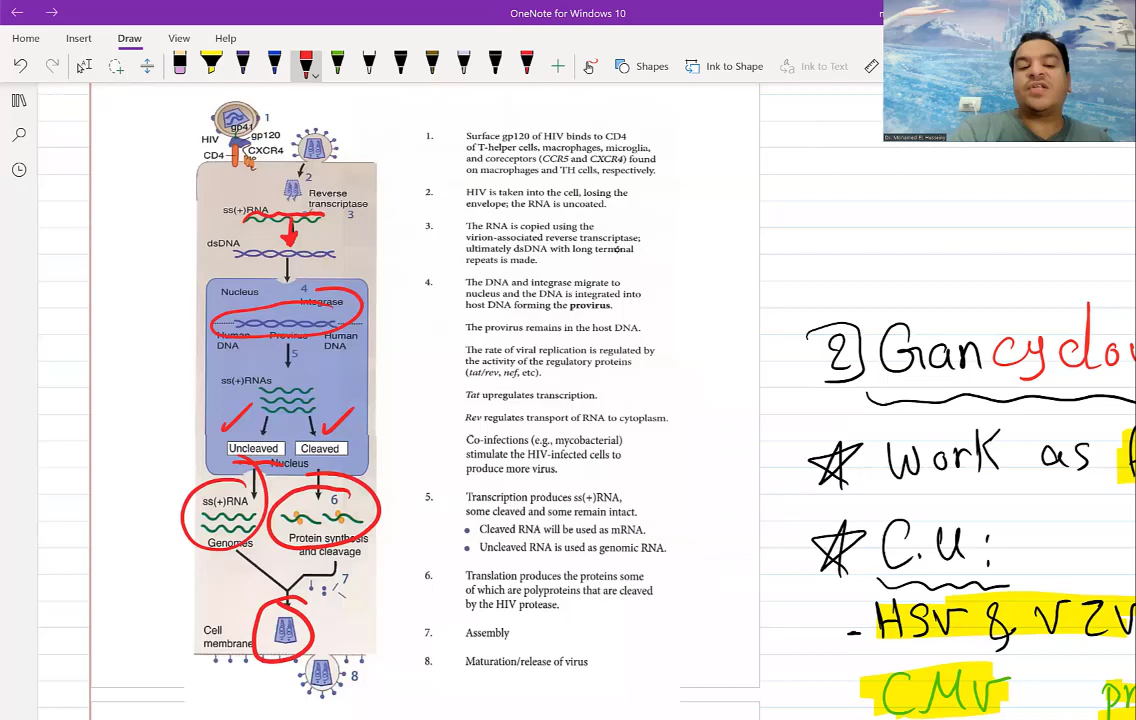 OneNote for Windows 10
Home Insert Draw View Help
Shapes Ink to Shape Ink to Text
Dr. Mohamed El Husseiny
1
gp41
gp120
HIV
CXCR4
CD4
2
Reverse
transcriptase
ss(+)RNA
3
dsDNA
Nucleus
4
Integrase
Human Provirus Human
DNA DNA
5
ss(+)RNAs
Uncleaved Cleaved
Nucleus
ss(+)RNA
6
Genomes
Protein synthesis
and cleavage
7
Cell
membrane
8
1. Surface gp120 of HIV binds to CD4
of T-helper cells, macrophages, microglia,
and coreceptors (CCR5 and CXCR4) found
on macrophages and TH cells, respectively.
2. HIV is taken into the cell, losing the
envelope; the RNA is uncoated.
3. The RNA is copied using the
virion-associated reverse transcriptase;
ultimately dsDNA with long terminal
repeats is made.
4. The DNA and integrase migrate to
nucleus and the DNA is integrated into
host DNA forming the provirus.
The provirus remains in the host DNA.
The rate of viral replication is regulated by
the activity of the regulatory proteins
(tat/rev, nef, etc).
Tat upregulates transcription.
Rev regulates transport of RNA to cytoplasm.
Co-infections (e.g., mycobacterial)
stimulate the HIV-infected cells to
produce more virus.
5. Transcription produces ss(+)RNA,
some cleaved and some remain intact.
• Cleaved RNA will be used as mRNA.
• Uncleaved RNA is used as genomic RNA.
6. Translation produces the proteins some
of which are polyproteins that are cleaved
by the HIV protease.
7. Assembly
8. Maturation/release of virus
2] Gancyclov
Work as
C.U:
- HSV & VZV
CMV pr